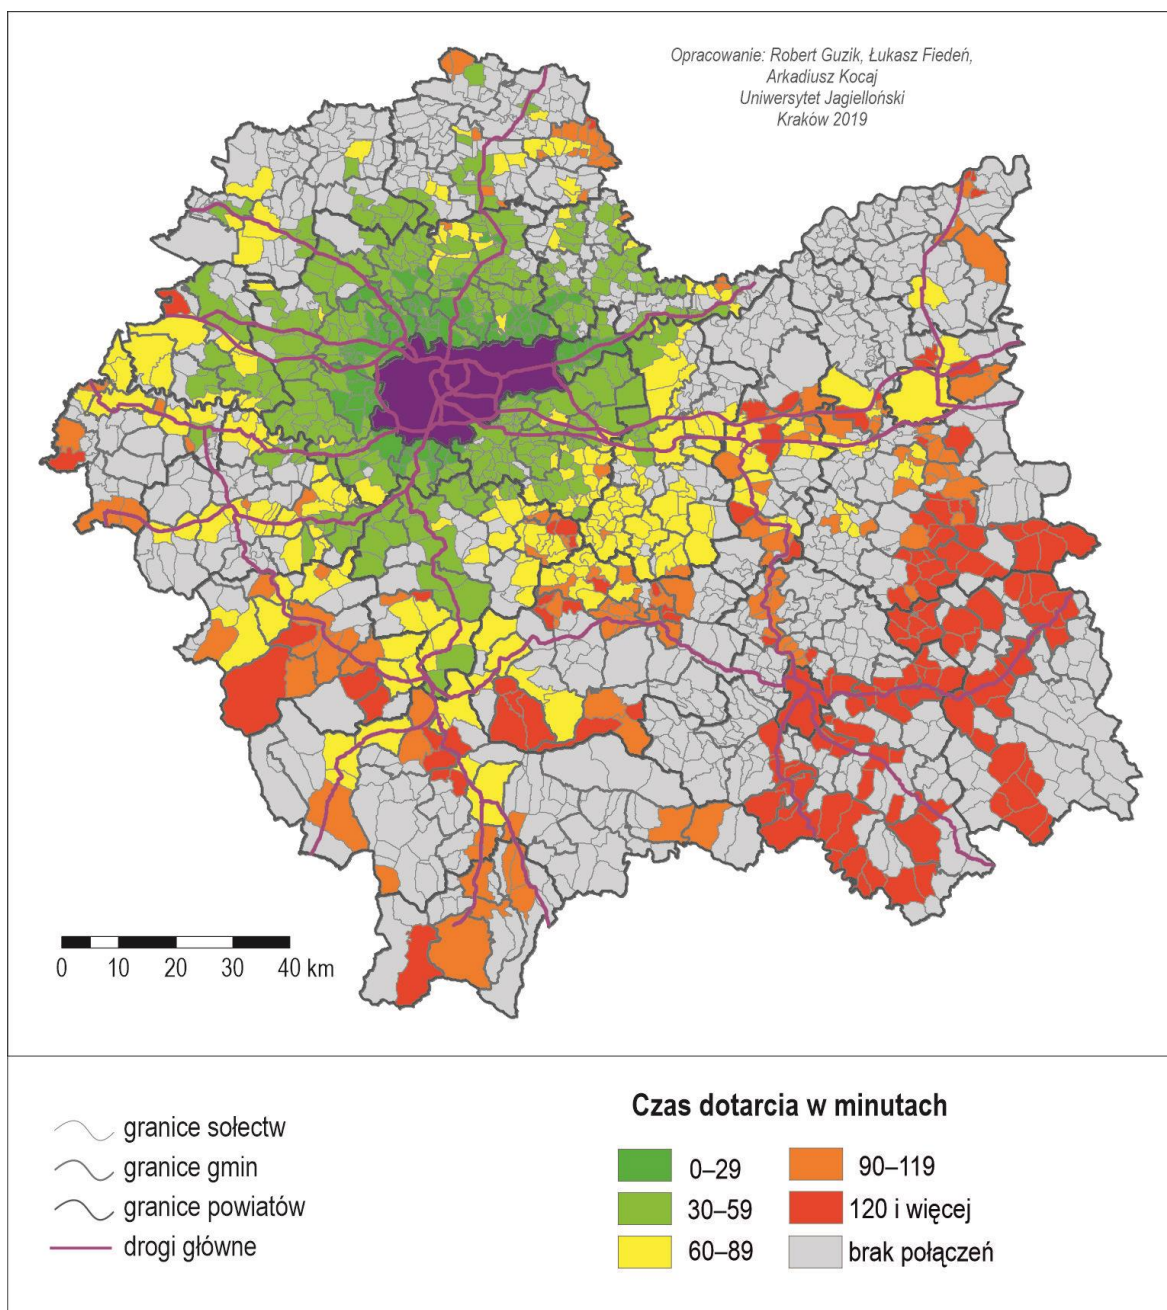 Opracowanie: Robert Guzik, Łukasz Fiedeń,
Arkadiusz Kocaj
Uniwersytet Jagielloński
Kraków 2019
0 10 20 30 40 km
granice sołectw
granice gmin
granice powiatów
drogi główne
Czas dotarcia w minutach
0–29
30–59
60–89
90–119
120 i więcej
brak połączeń